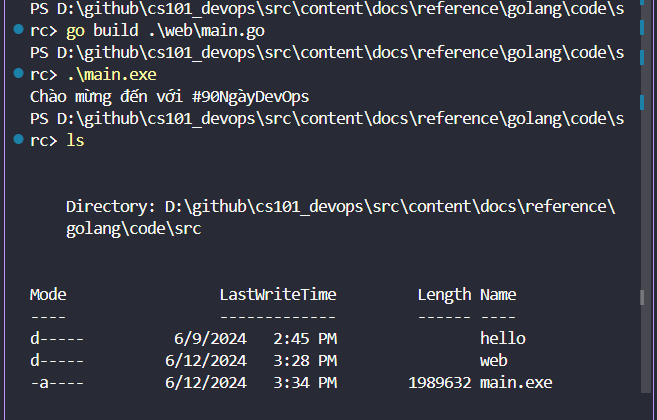 PS D:\github\cs101_devops\src\content\docs\reference\golang\code\s
rc> go build .\web\main.go
PS D:\github\cs101_devops\src\content\docs\reference\golang\code\s
rc> .\main.exe
Chào mừng đến với #90NgàyDevOps
PS D:\github\cs101_devops\src\content\docs\reference\golang\code\s
rc> ls
Directory: D:\github\cs101_devops\src\content\docs\reference\
golang\code\src
Mode LastWriteTime Length Name
---- ------------- ------ ----
d----- 6/9/2024 2:45 PM hello
d----- 6/12/2024 3:28 PM web
-a---- 6/12/2024 3:34 PM 1989632 main.exe